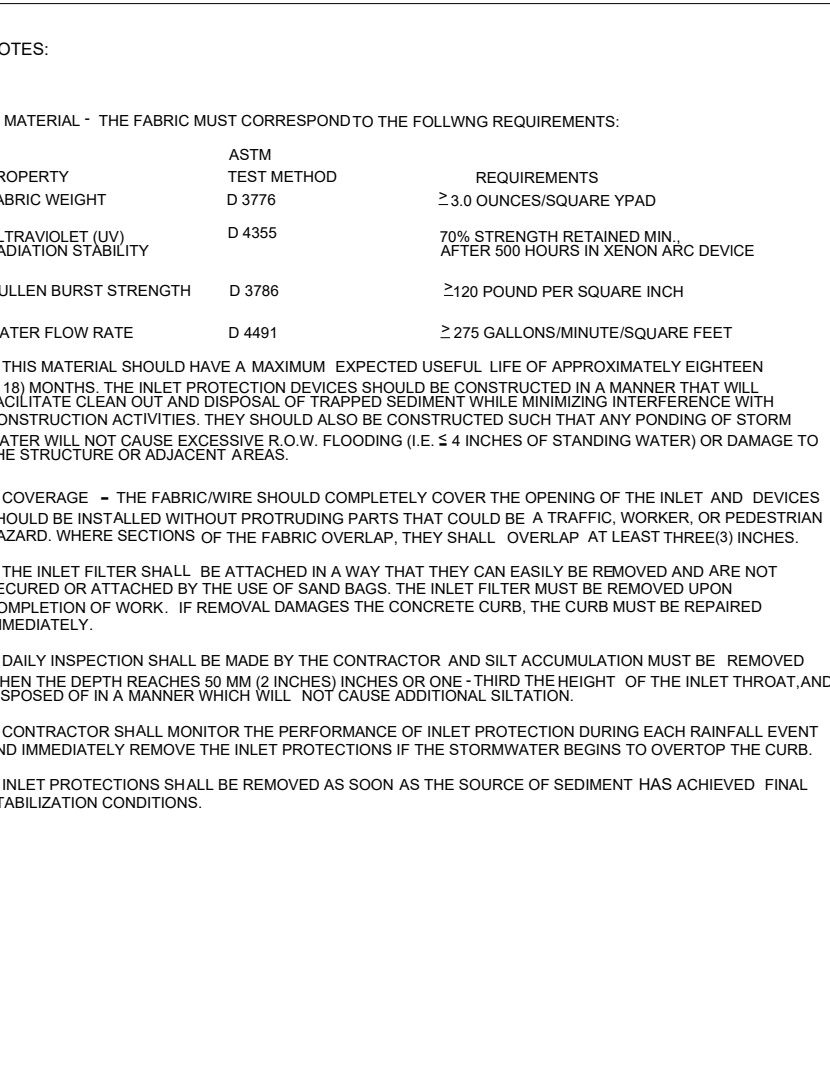 OTES:
MATERIAL - THE FABRIC MUST CORRESPOND TO THE FOLLWNG REQUIREMENTS:
ASTM
ROPERTY TEST METHOD REQUIREMENTS
ABRIC WEIGHT D 3776 ≥ 3.0 OUNCES/SQUARE YPAD
LTRAVIOLET (UV) D 4355 70% STRENGTH RETAINED MIN.,
ADIATION STABILITY AFTER 500 HOURS IN XENON ARC DEVICE
ULLEN BURST STRENGTH D 3786 ≥120 POUND PER SQUARE INCH
ATER FLOW RATE D 4491 ≥ 275 GALLONS/MINUTE/SQUARE FEET
THIS MATERIAL SHOULD HAVE A MAXIMUM EXPECTED USEFUL LIFE OF APPROXIMATELY EIGHTEEN
18) MONTHS. THE INLET PROTECTION DEVICES SHOULD BE CONSTRUCTED IN A MANNER THAT WILL
ACILITATE CLEAN OUT AND DISPOSAL OF TRAPPED SEDIMENT WHILE MINIMIZING INTERFERENCE WITH
ONSTRUCTION ACTIVITIES. THEY SHOULD ALSO BE CONSTRUCTED SUCH THAT ANY PONDING OF STORM
ATER WILL NOT CAUSE EXCESSIVE R.O.W. FLOODING (I.E. ≤ 4 INCHES OF STANDING WATER) OR DAMAGE TO
HE STRUCTURE OR ADJACENT AREAS.
COVERAGE - THE FABRIC/WIRE SHOULD COMPLETELY COVER THE OPENING OF THE INLET AND DEVICES
HOULD BE INSTALLED WITHOUT PROTRUDING PARTS THAT COULD BE A TRAFFIC, WORKER, OR PEDESTRIAN
AZARD. WHERE SECTIONS OF THE FABRIC OVERLAP, THEY SHALL OVERLAP AT LEAST THREE(3) INCHES.
THE INLET FILTER SHALL BE ATTACHED IN A WAY THAT THEY CAN EASILY BE REMOVED AND ARE NOT
ECURED OR ATTACHED BY THE USE OF SAND BAGS. THE INLET FILTER MUST BE REMOVED UPON
OMPLETION OF WORK. IF REMOVAL DAMAGES THE CONCRETE CURB, THE CURB MUST BE REPAIRED
MMEDIATELY.
DAILY INSPECTION SHALL BE MADE BY THE CONTRACTOR AND SILT ACCUMULATION MUST BE REMOVED
HEN THE DEPTH REACHES 50 MM (2 INCHES) INCHES OR ONE - THIRD THE HEIGHT OF THE INLET THROAT,AND
ISPOSED OF IN A MANNER WHICH WILL NOT CAUSE ADDITIONAL SILTATION.
CONTRACTOR SHALL MONITOR THE PERFORMANCE OF INLET PROTECTION DURING EACH RAINFALL EVENT
ND IMMEDIATELY REMOVE THE INLET PROTECTIONS IF THE STORMWATER BEGINS TO OVERTOP THE CURB.
INLET PROTECTIONS SHALL BE REMOVED AS SOON AS THE SOURCE OF SEDIMENT HAS ACHIEVED FINAL
TABILIZATION CONDITIONS.